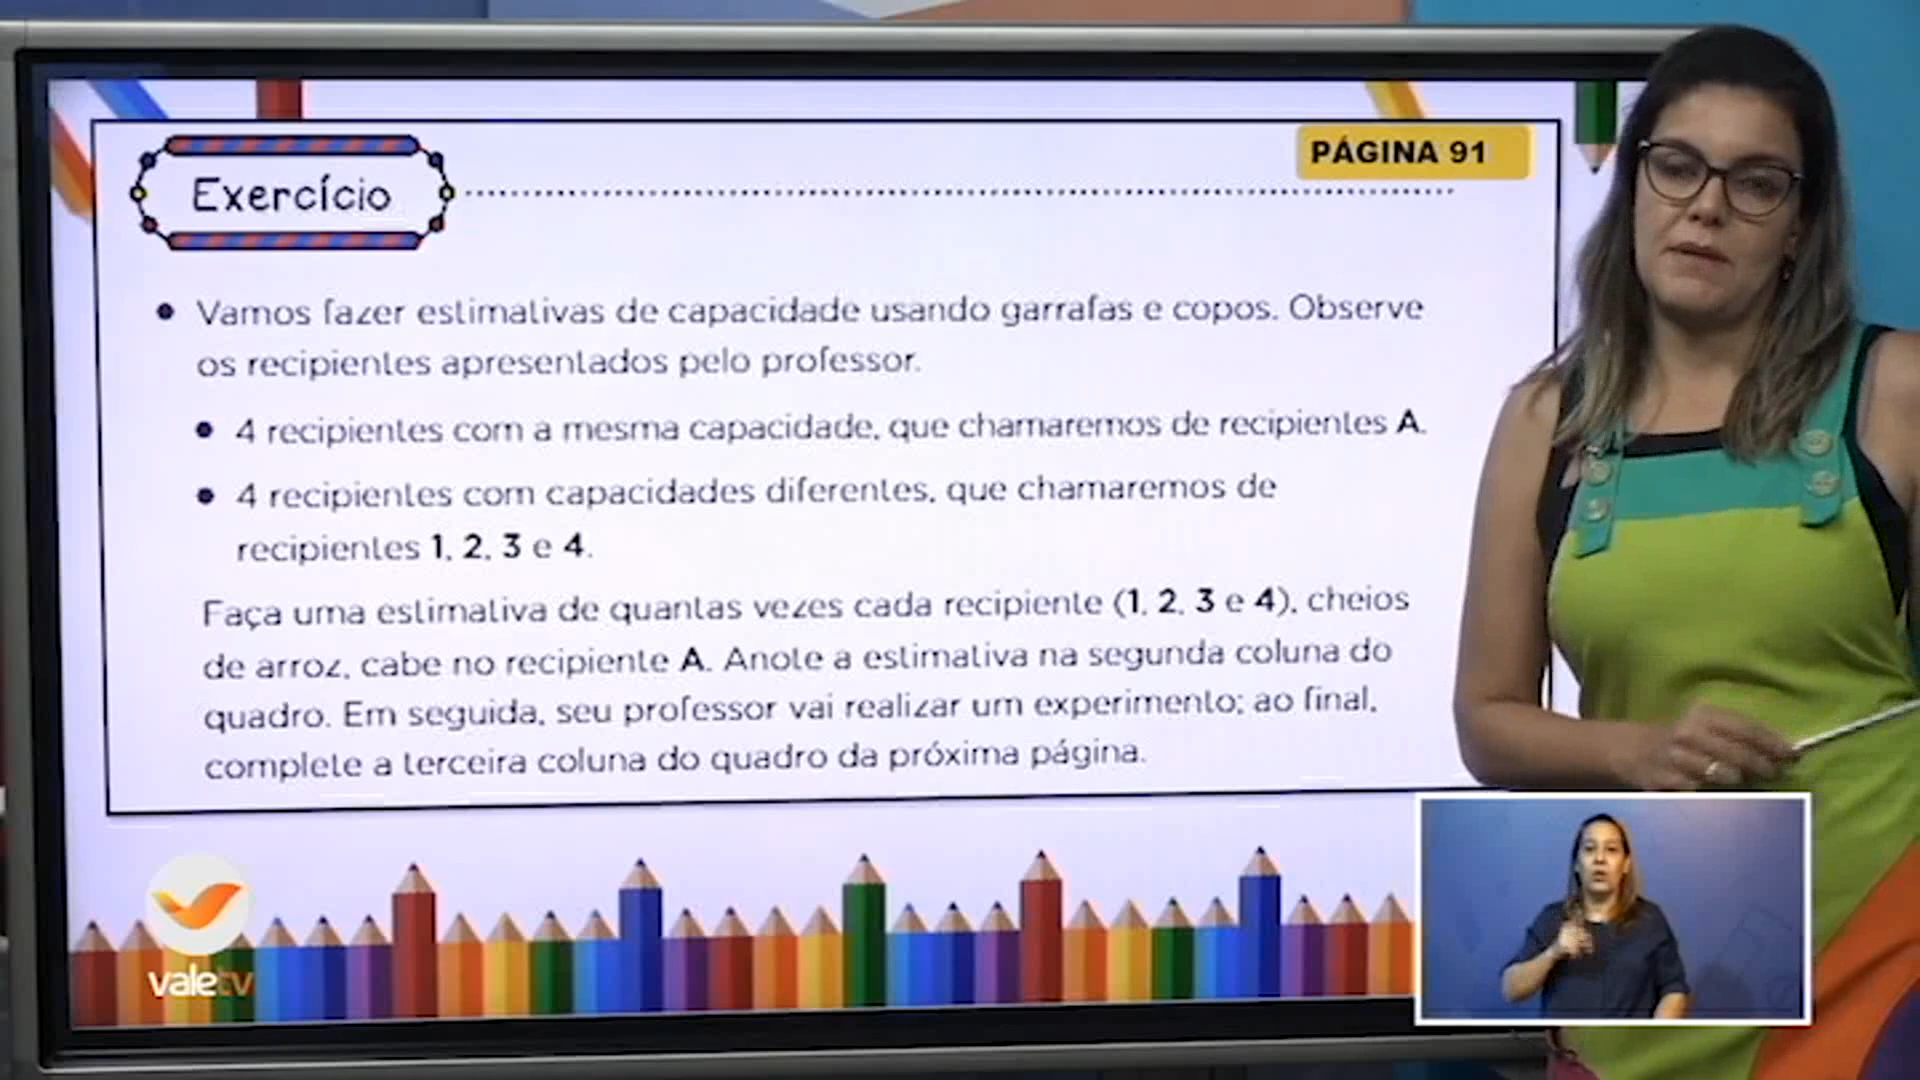 PÁGINA 91
Exercício
Vamos fazer estimativas de capacidade usando garrafas e copos. Observe
os recipientes apresentados pelo professor.
4 recipientes com a mesma capacidade, que chamaremos de recipientes A.
4 recipientes com capacidades diferentes, que chamaremos de
recipientes 1, 2, 3 e 4.
Faça uma estimativa de quantas vezes cada recipiente (1, 2, 3 e 4), cheios
de arroz, cabe no recipiente A. Anote a estimativa na segunda coluna do
quadro. Em seguida, seu professor vai realizar um experimento; ao final,
complete a terceira coluna do quadro da próxima página.
valetv